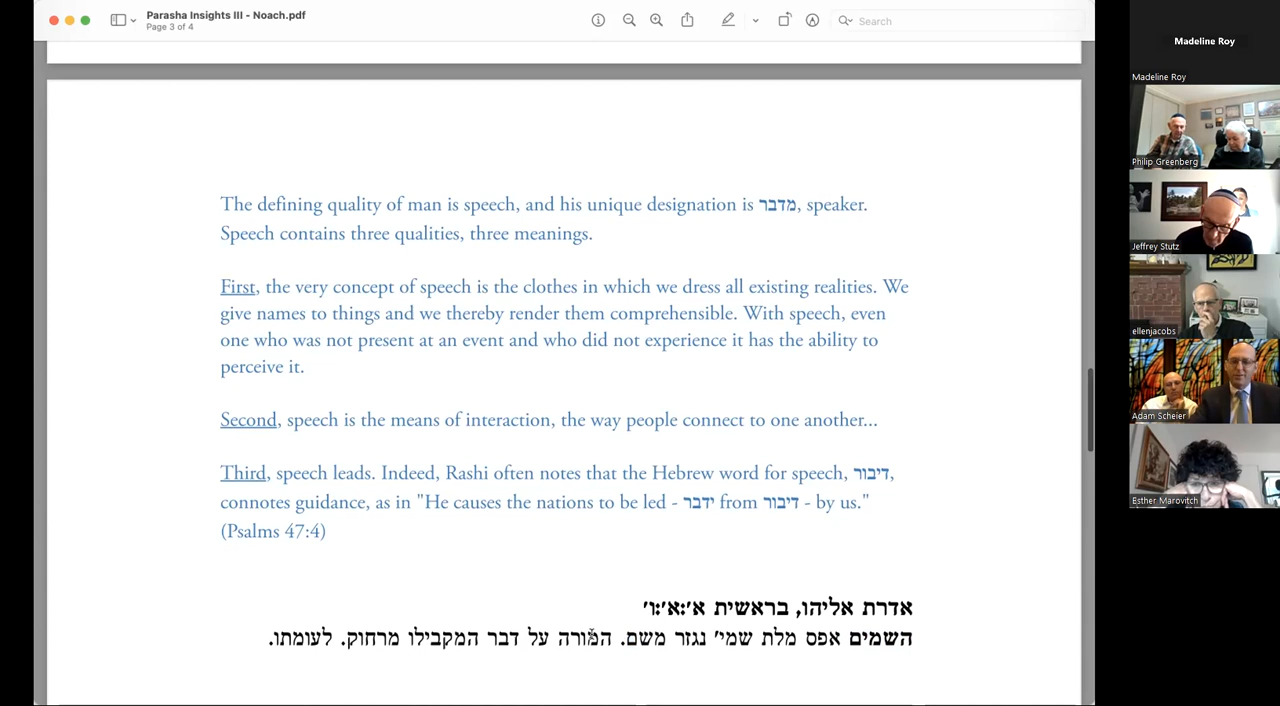 Parasha Insights III - Noach.pdf
Page 3 of 4
Search
The defining quality of man is speech, and his unique designation is מדבר, speaker.
Speech contains three qualities, three meanings.
First, the very concept of speech is the clothes in which we dress all existing realities. We
give names to things and we thereby render them comprehensible. With speech, even
one who was not present at an event and who did not experience it has the ability to
perceive it.
Second, speech is the means of interaction, the way people connect to one another...
Third, speech leads. Indeed, Rashi often notes that the Hebrew word for speech, דיבור,
connotes guidance, as in "He causes the nations to be led - ידבר from דיבור - by us."
(Psalms 47:4)
אדרת אליהו, בראשית א':א':ו'
השמים אפס מלת שמי' נגזר משם. המורה על דבר המקבילו מרחוק. לעומתו.
Madeline Roy
Madeline Roy
Philip Greenberg
Jeffrey Stutz
ellenjacobs
Adam Scheier
Esther Marovitch